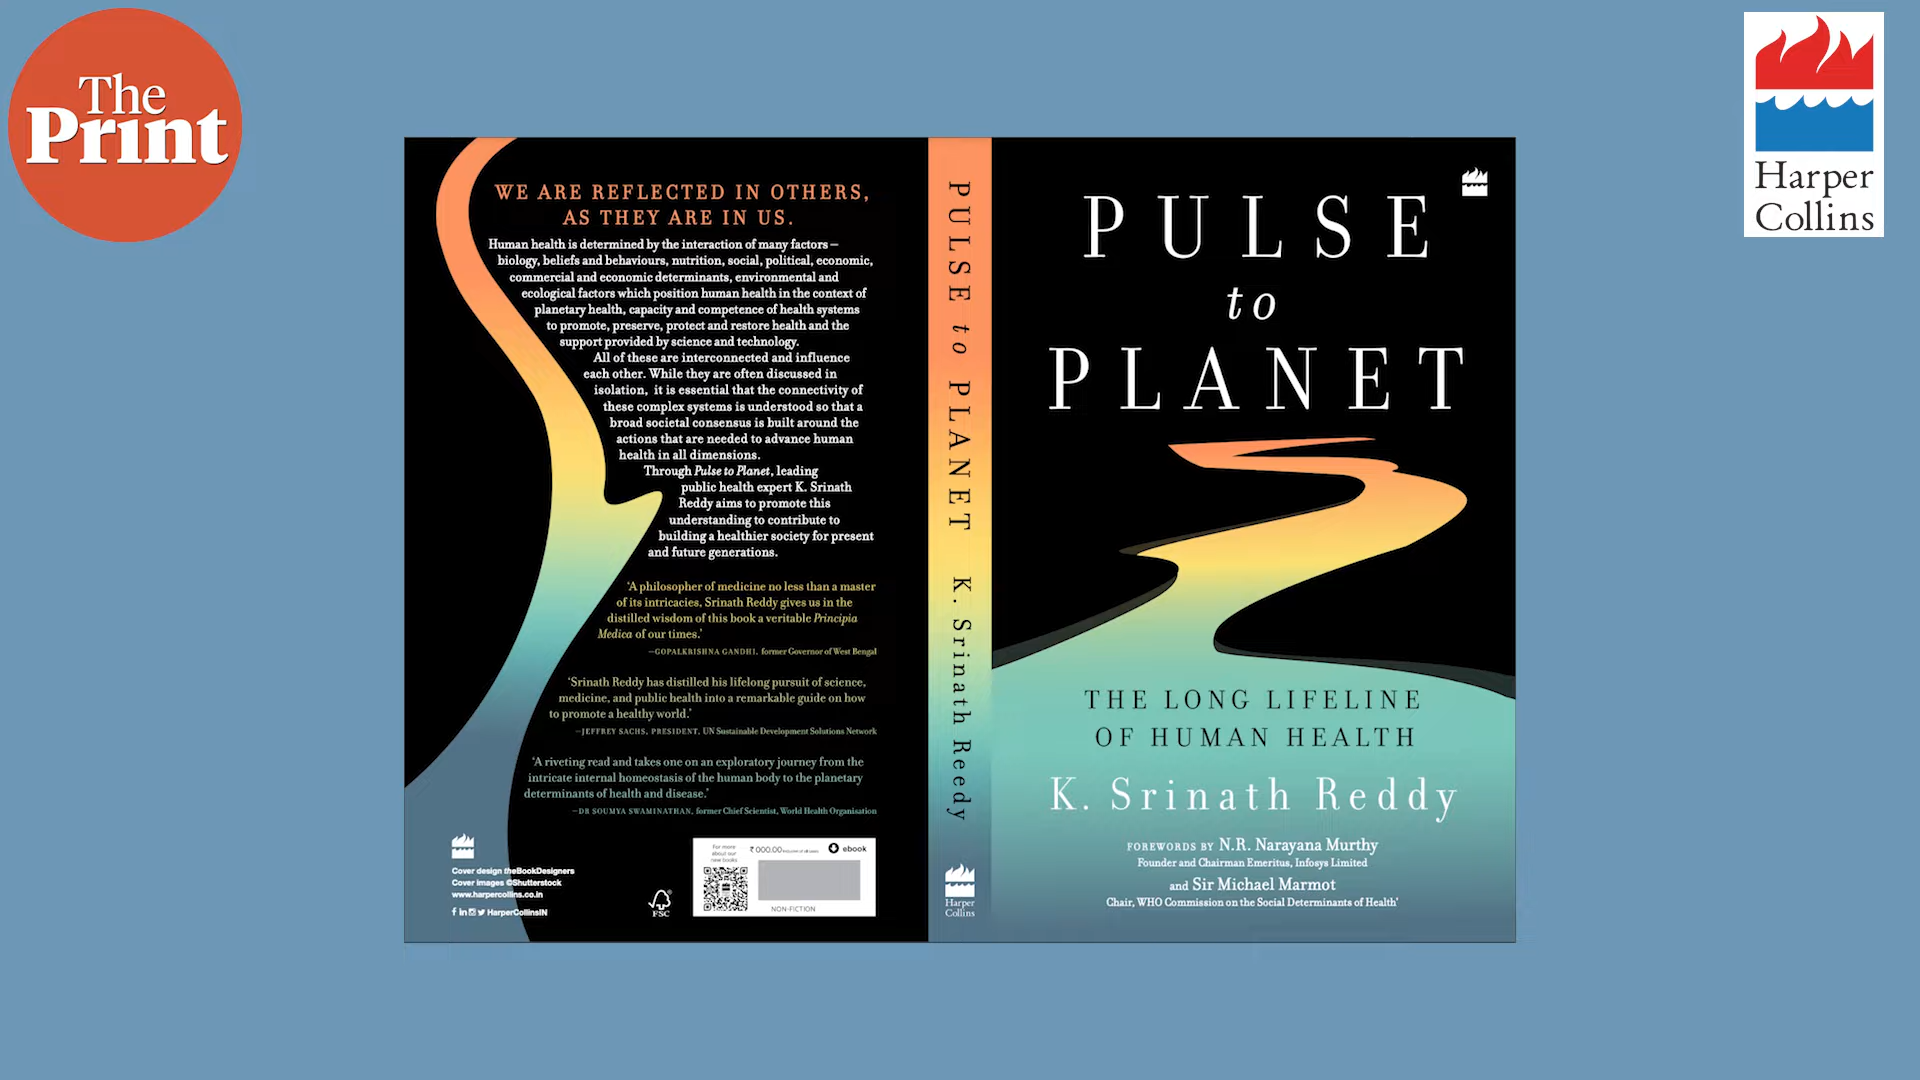 The
Print
WE ARE REFLECTED IN OTHERS,
AS THEY ARE IN US.
Human health is determined by the interaction of many factors –
biology, beliefs and behaviours, nutrition, social, political, economic,
commercial and economic determinants, environmental and
ecological factors which position human health in the context of
planetary health, capacity and competence of health systems
to promote, preserve, protect and restore health and the
support provided by science and technology.
All of these are interconnected and influence
each other. While they are often discussed in
isolation, it is essential that the connectivity of
these complex systems is understood so that a
broad societal consensus is built around the
actions that are needed to advance human
health in all dimensions.
Through Pulse to Planet, leading
public health expert K. Srinath
Reddy aims to promote this
understanding to contribute to
building a healthier society for present
and future generations.
'A philosopher of medicine no less than a master
of its intricacies, Srinath Reddy gives us in the
distilled wisdom of this book a veritable Principia
Medica of our times.'
—GOPALKRISHNA GANDHI, former Governor of West Bengal
'Srinath Reddy has distilled his lifelong pursuit of science,
medicine, and public health into a remarkable guide on how
to promote a healthy world.'
—JEFFREY SACHS, PRESIDENT, UN Sustainable Development Solutions Network
'A riveting read and takes one on an exploratory journey from the
intricate internal homeostasis of the human body to the planetary
determinants of health and disease.'
—DR SOUMYA SWAMINATHAN, former Chief Scientist, World Health Organisation
Cover design theBookDesigners
Cover images ©Shutterstock
www.harpercollins.co.in
HarperCollinsIN
FSC
For more
about our
new books
₹ 000.00 inclusive of all taxes
ebook
NON-FICTION
PULSE to PLANET K. Srinath Reedy
Harper
Collins
PULSE
to
PLANET
THE LONG LIFELINE
OF HUMAN HEALTH
K. Srinath Reddy
FOREWORDS BY N.R. Narayana Murthy
Founder and Chairman Emeritus, Infosys Limited
and Sir Michael Marmot
Chair, WHO Commission on the Social Determinants of Health'
Harper
Collins